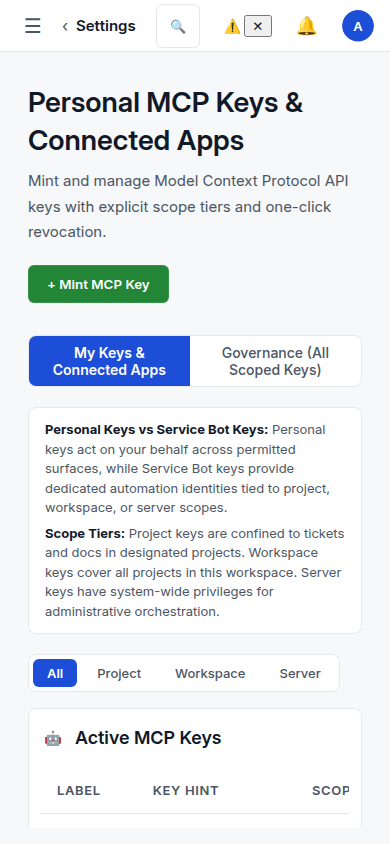 Settings
A
Personal MCP Keys &
Connected Apps
Mint and manage Model Context Protocol API
keys with explicit scope tiers and one-click
revocation.
+ Mint MCP Key
My Keys &
Connected Apps
Governance (All
Scoped Keys)
Personal Keys vs Service Bot Keys: Personal
keys act on your behalf across permitted
surfaces, while Service Bot keys provide
dedicated automation identities tied to project,
workspace, or server scopes.
Scope Tiers: Project keys are confined to tickets
and docs in designated projects. Workspace
keys cover all projects in this workspace. Server
keys have system-wide privileges for
administrative orchestration.
All Project Workspace Server
Active MCP Keys
LABEL KEY HINT SCOP